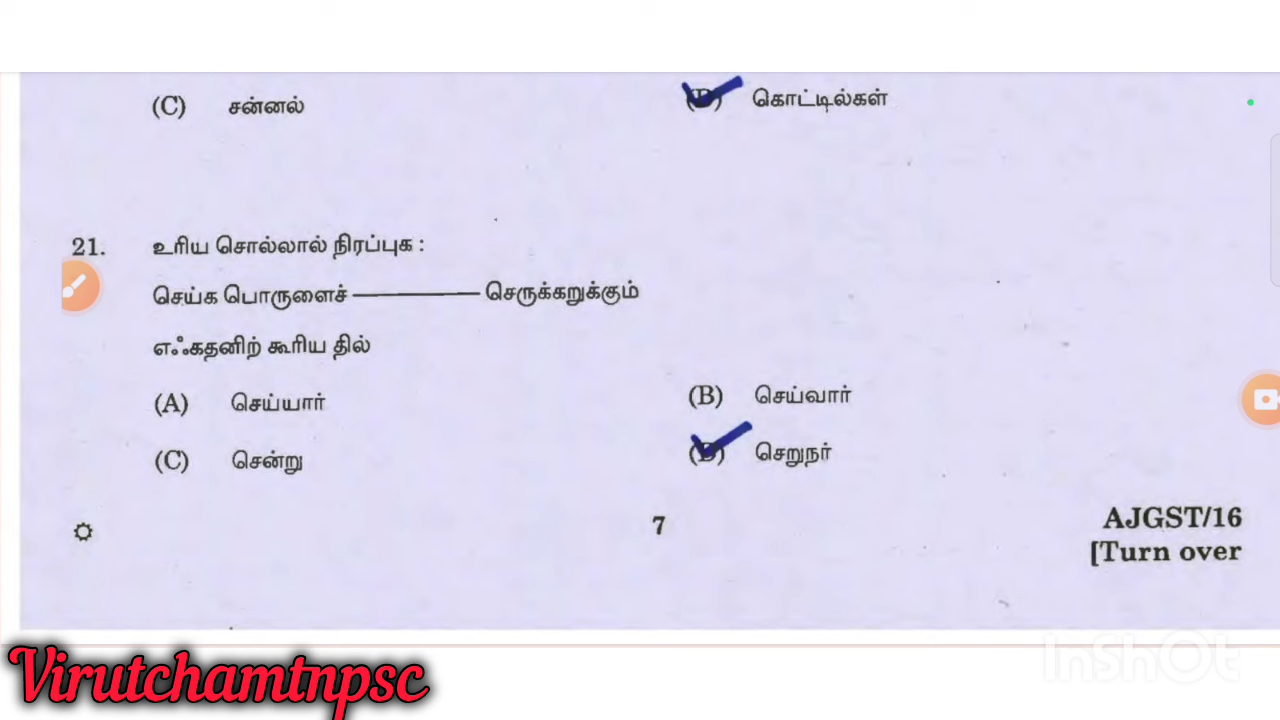 (C) சன்னல்
(D) கொட்டில்கள்
21. உரிய சொல்லால் நிரப்புக :
செய்க பொருளைச் ———— செருக்கறுக்கும்
எஃகதனிற் கூரிய தில்
(A) செய்யார்
(B) செய்வார்
(C) சென்று
(D) செறுநர்
7
AJGST/16
[Turn over
InShOt
Virutchamtnpsc